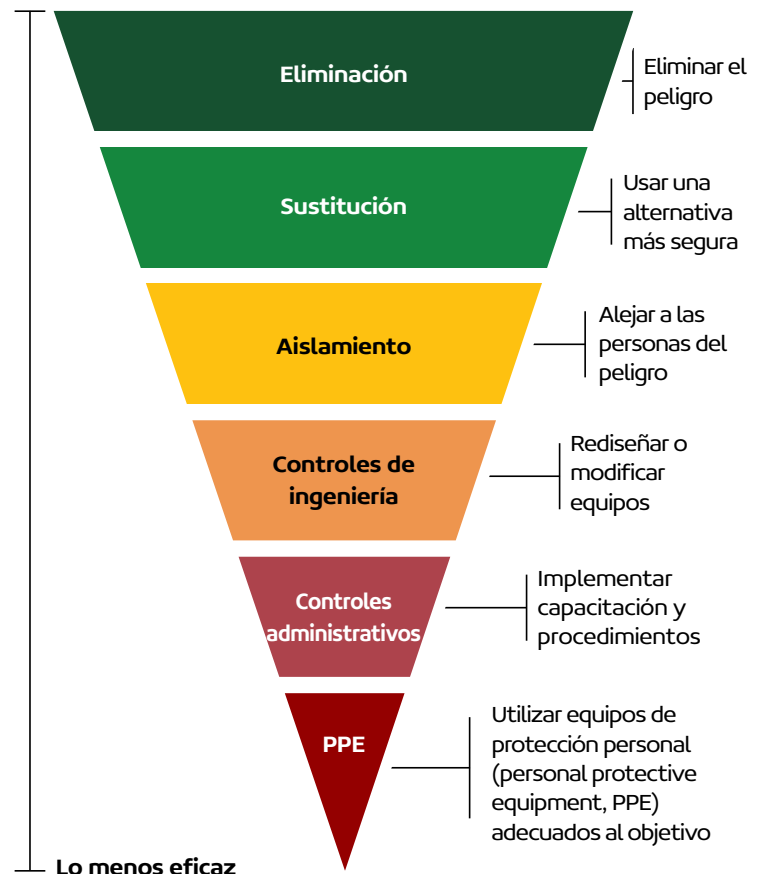 Eliminación
Eliminar el
peligro
Sustitución
Usar una
alternativa
más segura
Aislamiento
Alejar a las
personas del
peligro
Controles de
ingeniería
Rediseñar o
modificar
equipos
Controles
administrativos
Implementar
capacitación y
procedimientos
PPE
Utilizar equipos de
protección personal
(personal protective
equipment, PPE)
adecuados al objetivo
Lo menos eficaz